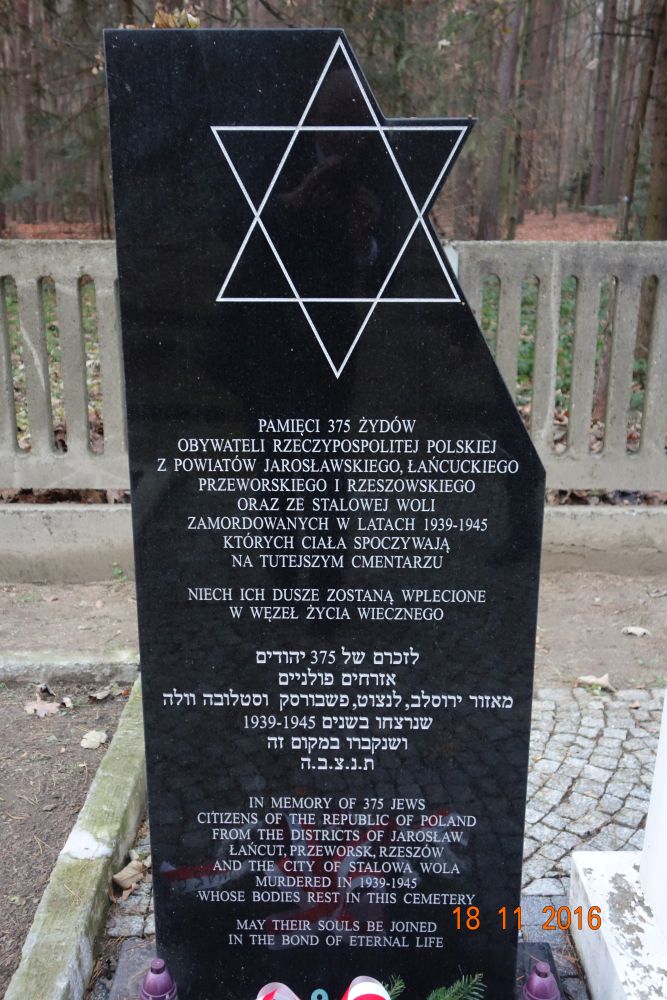 PAMIĘCI 375 ŻYDÓW
OBYWATELI RZECZYPOSPOLITEJ POLSKIEJ
Z POWIATÓW JAROSŁAWSKIEGO, ŁAŃCUCKIEGO
PRZEWORSKIEGO I RZESZOWSKIEGO
ORAZ ZE STALOWEJ WOLI
ZAMORDOWANYCH W LATACH 1939-1945
KTÓRYCH CIAŁA SPOCZYWAJĄ
NA TUTEJSZYM CMENTARZU
NIECH ICH DUSZE ZOSTANĄ WPLECIONE
W WĘZEŁ ŻYCIA WIECZNEGO
לזכרם של 375 יהודים
אזרחים פולניים
מאזור ירוסלב, לנצוט, פשבורסק וסטלובה וולה
שנרצחו בשנים 1939-1945
ושנקברו במקום זה
ת.נ.צ.ב.ה
IN MEMORY OF 375 JEWS
CITIZENS OF THE REPUBLIC OF POLAND
FROM THE DISTRICTS OF JAROSŁAW
ŁAŃCUT, PRZEWORSK, RZESZÓW
AND THE CITY OF STALOWA WOLA
MURDERED IN 1939-1945
WHOSE BODIES REST IN THIS CEMETERY
MAY THEIR SOULS BE JOINED
IN THE BOND OF ETERNAL LIFE
18 11 2016